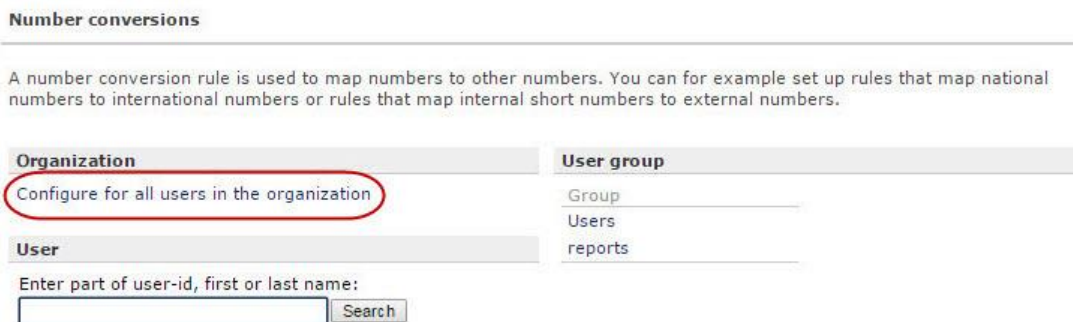 Number conversions
A number conversion rule is used to map numbers to other numbers. You can for example set up rules that map national
numbers to international numbers or rules that map internal short numbers to external numbers.
Organization
Configure for all users in the organization
User
Enter part of user-id, first or last name:
Search
User group
Group
Users
reports